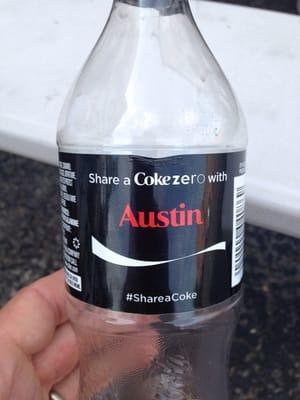 Share a Coke zero with
Austin
#ShareaCoke